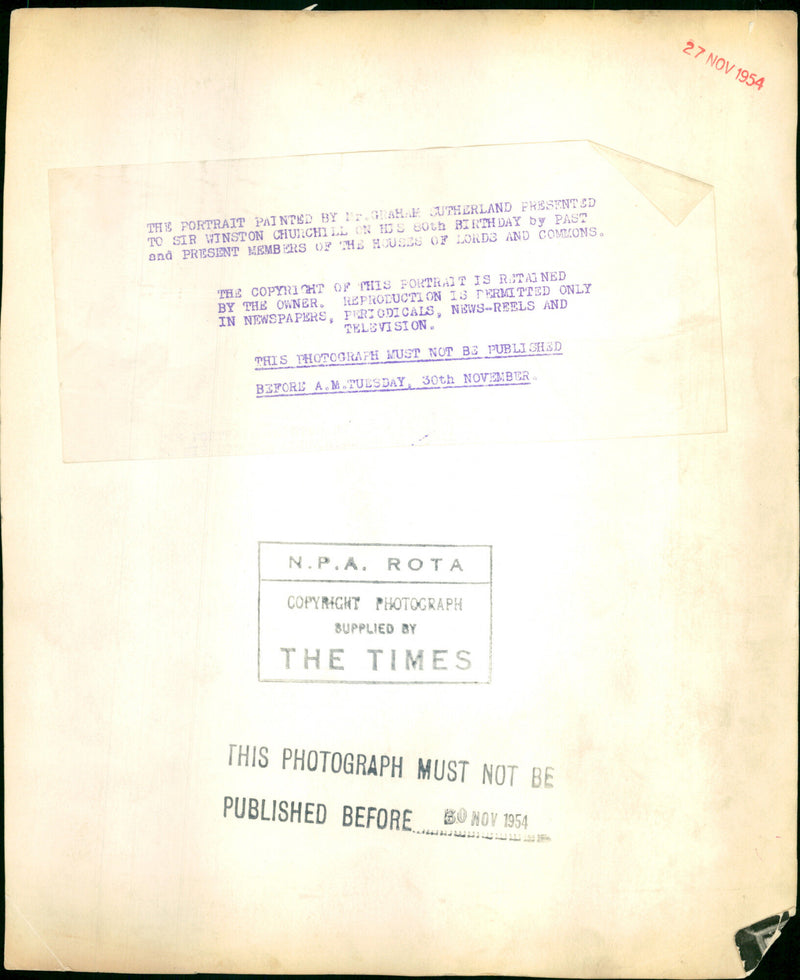 27 NOV 1954
THE PORTRAIT PAINTED BY Mr.GRAHAM SUTHERLAND PRESENTED
TO SIR WINSTON CHURCHILL ON HIS 80th BIRTHDAY by PAST
and PRESENT MEMBERS OF THE HOUSES OF LORDS AND COMMONS.
THE COPYRIGHT OF THIS PORTRAIT IS RETAINED
BY THE OWNER. REPRODUCTION IS PERMITTED ONLY
IN NEWSPAPERS, PERIODICALS, NEWS-REELS AND
TELEVISION.
THIS PHOTOGRAPH MUST NOT BE PUBLISHED
BEFORE A.M.TUESDAY, 30th NOVEMBER.
N.P.A. ROTA
COPYRIGHT PHOTOGRAPH
SUPPLIED BY
THE TIMES
THIS PHOTOGRAPH MUST NOT BE
PUBLISHED BEFORE 30 NOV 1954